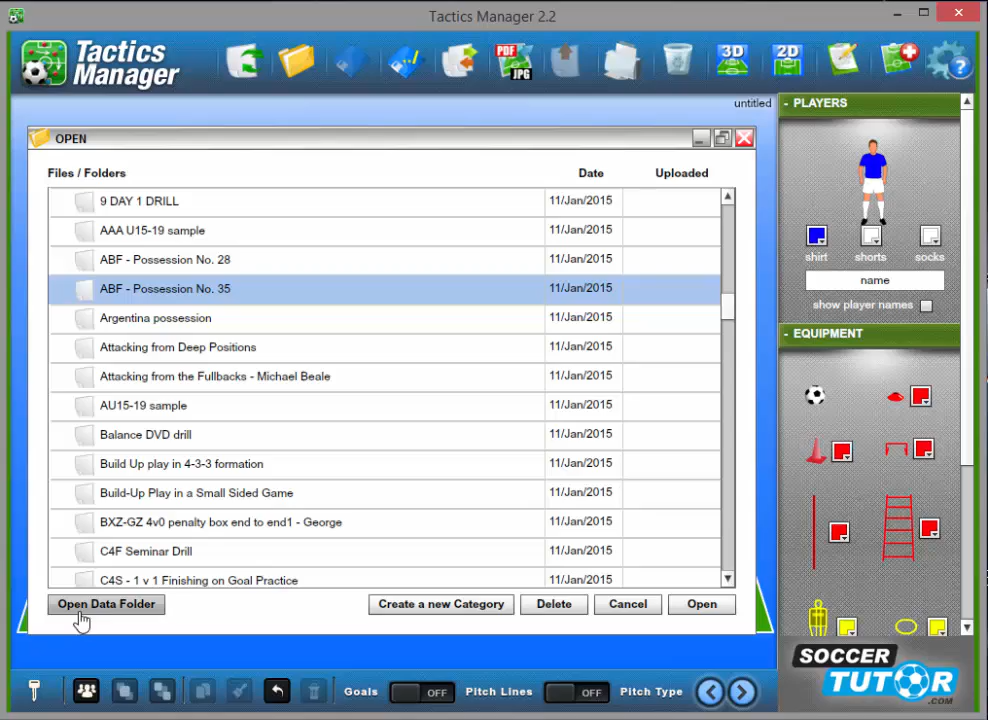 Tactics Manager 2.2
Tactics
Manager
PDF
JPG
3D
2D
untitled
OPEN
Files / Folders
Date
Uploaded
9 DAY 1 DRILL
11/Jan/2015
AAA U15-19 sample
11/Jan/2015
ABF - Possession No. 28
11/Jan/2015
ABF - Possession No. 35
11/Jan/2015
Argentina possession
11/Jan/2015
Attacking from Deep Positions
11/Jan/2015
Attacking from the Fullbacks - Michael Beale
11/Jan/2015
AU15-19 sample
11/Jan/2015
Balance DVD drill
11/Jan/2015
Build Up play in 4-3-3 formation
11/Jan/2015
Build-Up Play in a Small Sided Game
11/Jan/2015
BXZ-GZ 4v0 penalty box end to end1 - George
11/Jan/2015
C4F Seminar Drill
11/Jan/2015
C4S - 1 v 1 Finishing on Goal Practice
11/Jan/2015
Open Data Folder
Create a new Category
Delete
Cancel
Open
- PLAYERS
shirt
shorts
socks
name
show player names
- EQUIPMENT
Goals
OFF
Pitch Lines
OFF
Pitch Type
SOCCER
TUTOR
.COM